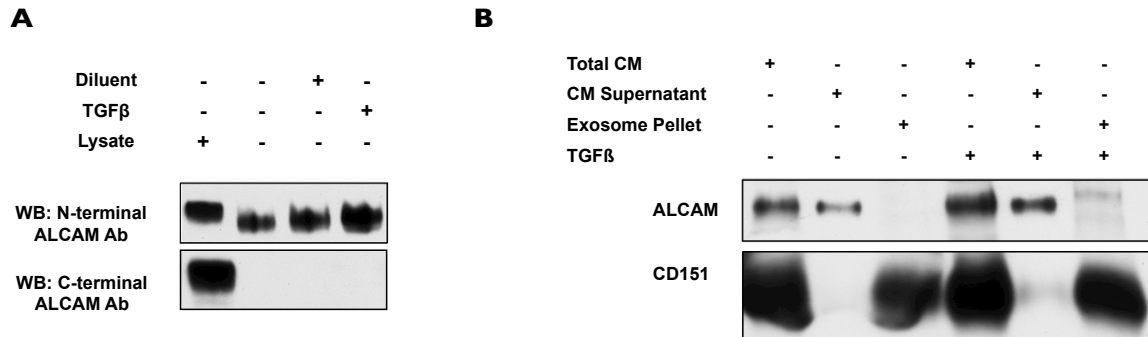 A
Diluent - - + -
TGFβ - - - +
Lysate + - - -
WB: N-terminal
ALCAM Ab
WB: C-terminal
ALCAM Ab
B
Total CM + - - + - -
CM Supernatant - + - - + -
Exosome Pellet - - + - - +
TGFß - - - + + +
ALCAM
CD151